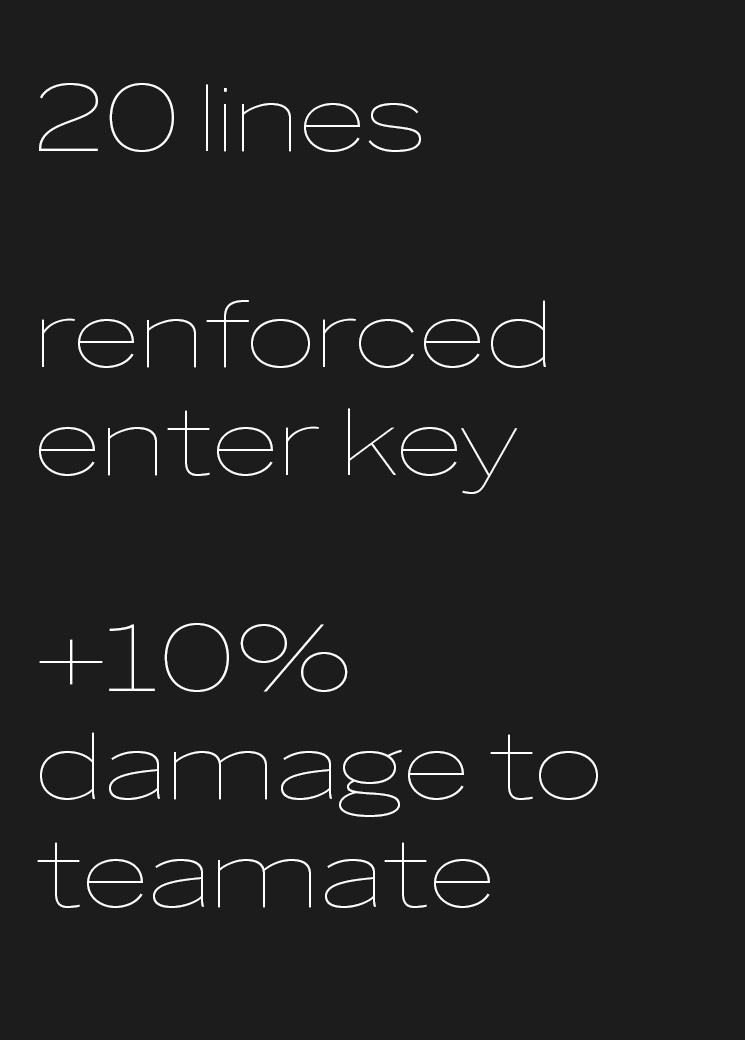 20 lines
renforced
enter key
+10%
damage to
teamate